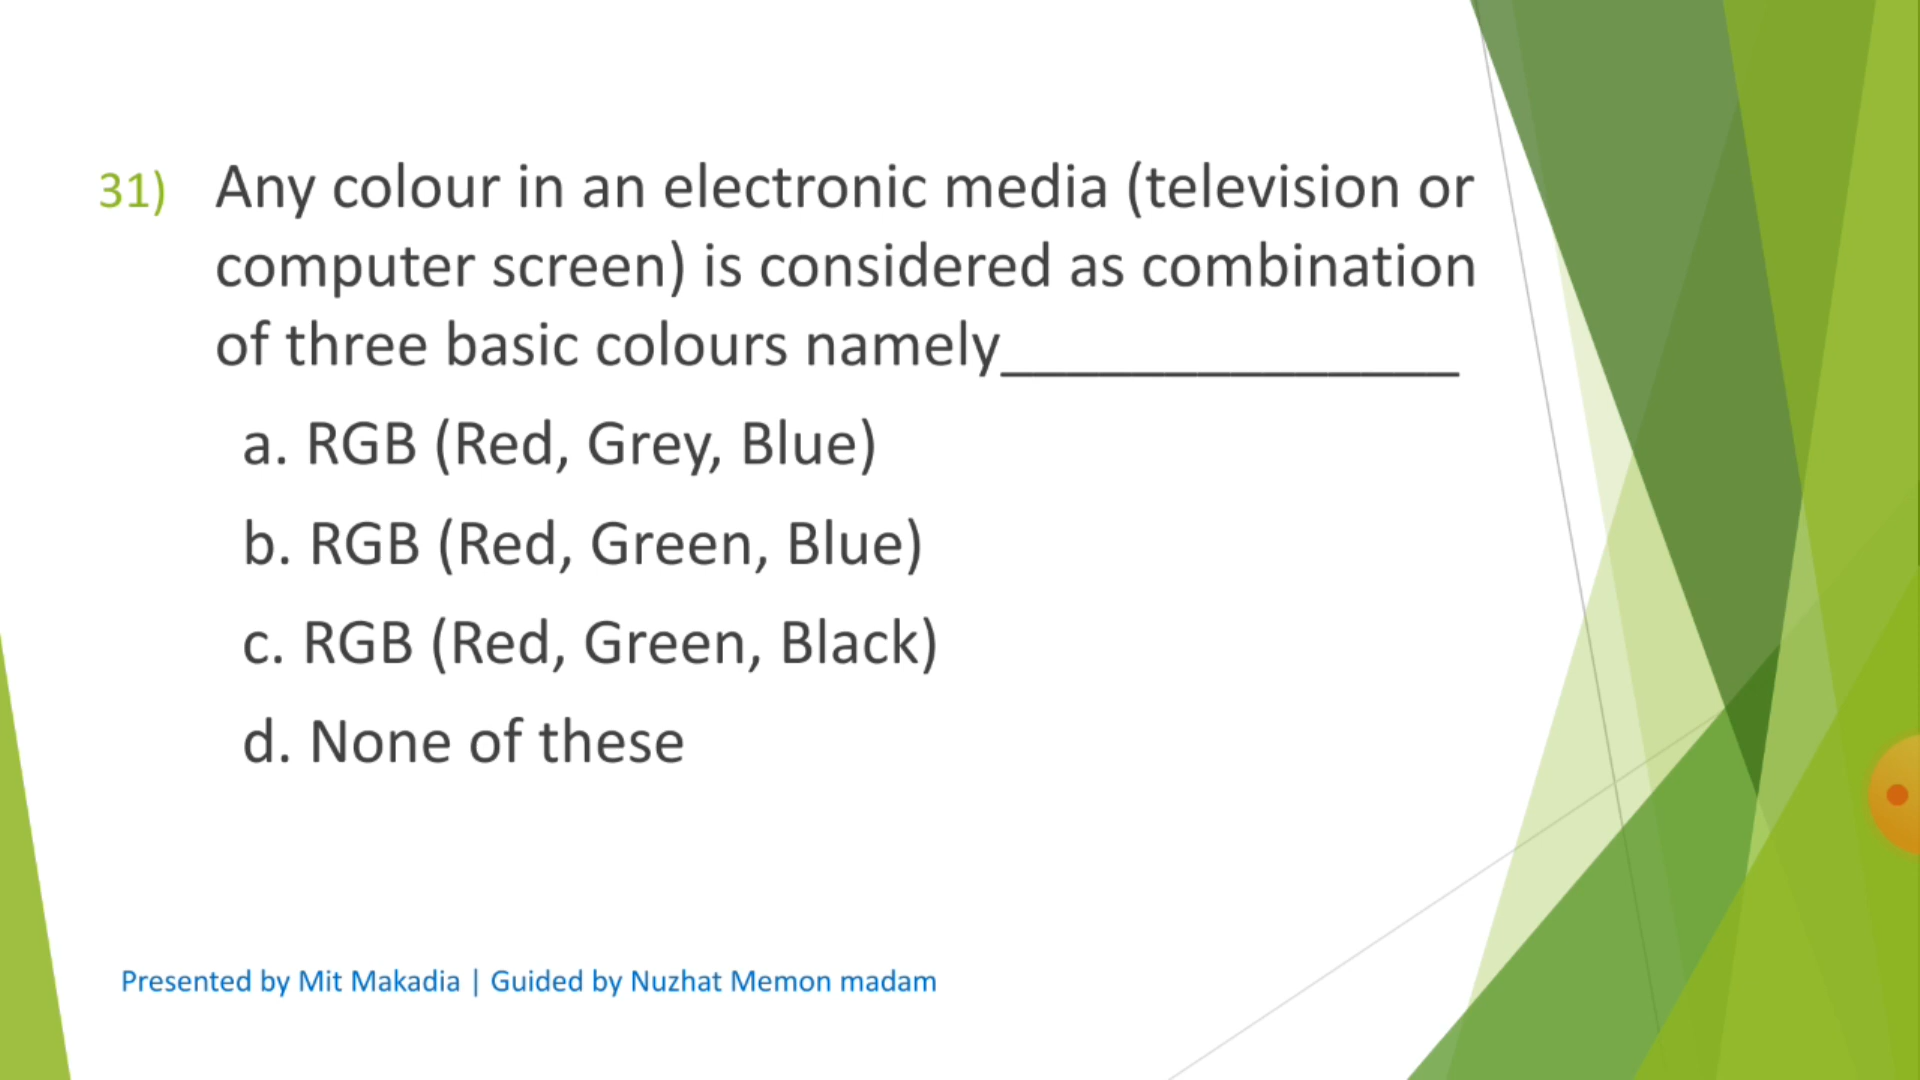 31) Any colour in an electronic media (television or
computer screen) is considered as combination
of three basic colours namely______________
a. RGB (Red, Grey, Blue)
b. RGB (Red, Green, Blue)
c. RGB (Red, Green, Black)
d. None of these
Presented by Mit Makadia | Guided by Nuzhat Memon madam